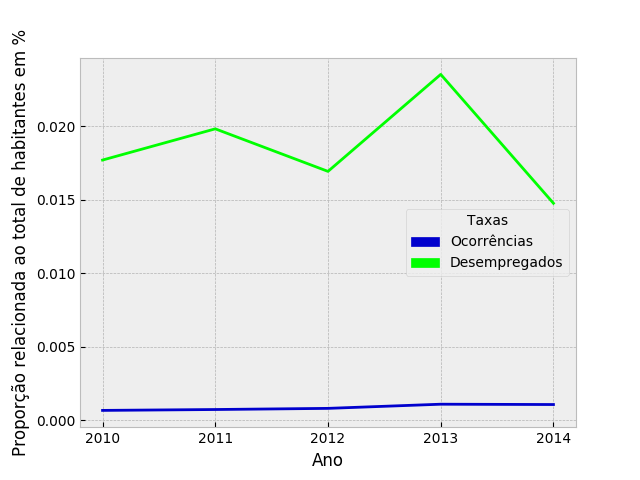 Proporção relacionada ao total de habitantes em %
0.020
0.015
0.010
0.005
0.000
Taxas
Ocorrências
Desempregados
2010 2011 2012 2013 2014
Ano